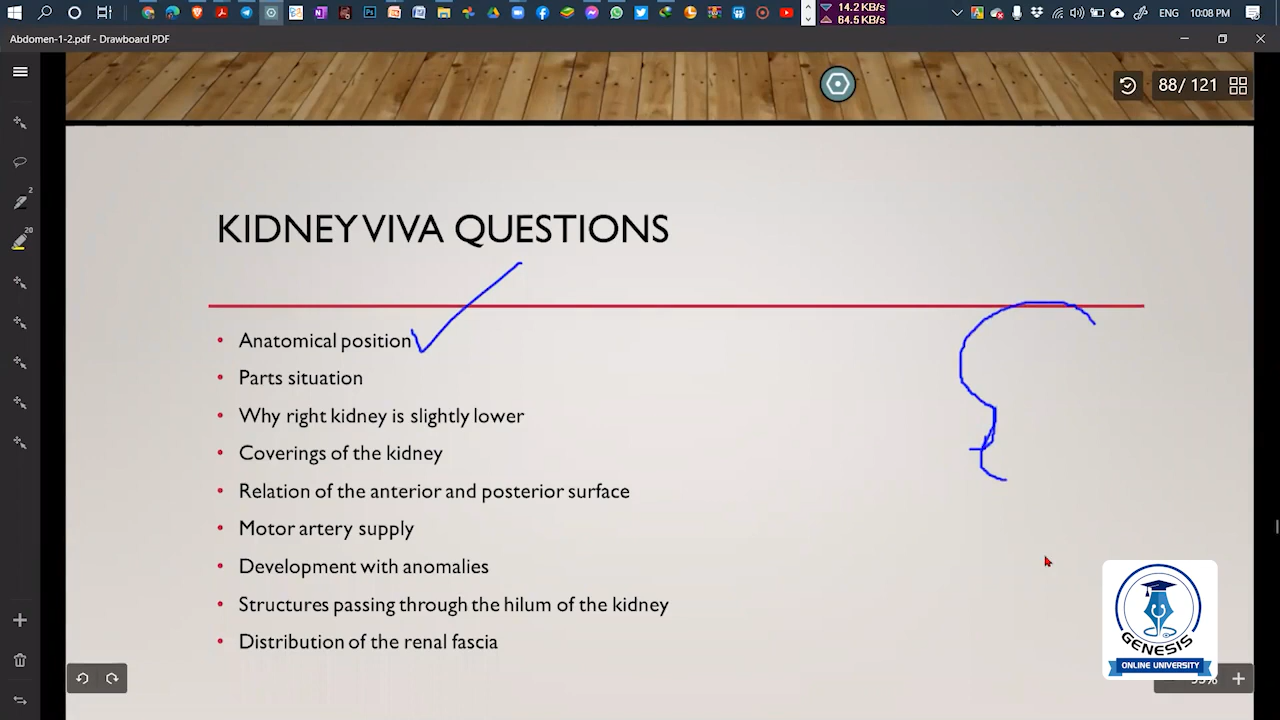 14.2 KB/s
64.5 KB/s
ENG
10:08 PM
Abdomen-1-2.pdf - Drawboard PDF
88/ 121
2
20
KIDNEY VIVA QUESTIONS
• Anatomical position
• Parts situation
• Why right kidney is slightly lower
• Coverings of the kidney
• Relation of the anterior and posterior surface
• Motor artery supply
• Development with anomalies
• Structures passing through the hilum of the kidney
• Distribution of the renal fascia
GENESIS
ONLINE UNIVERSITY